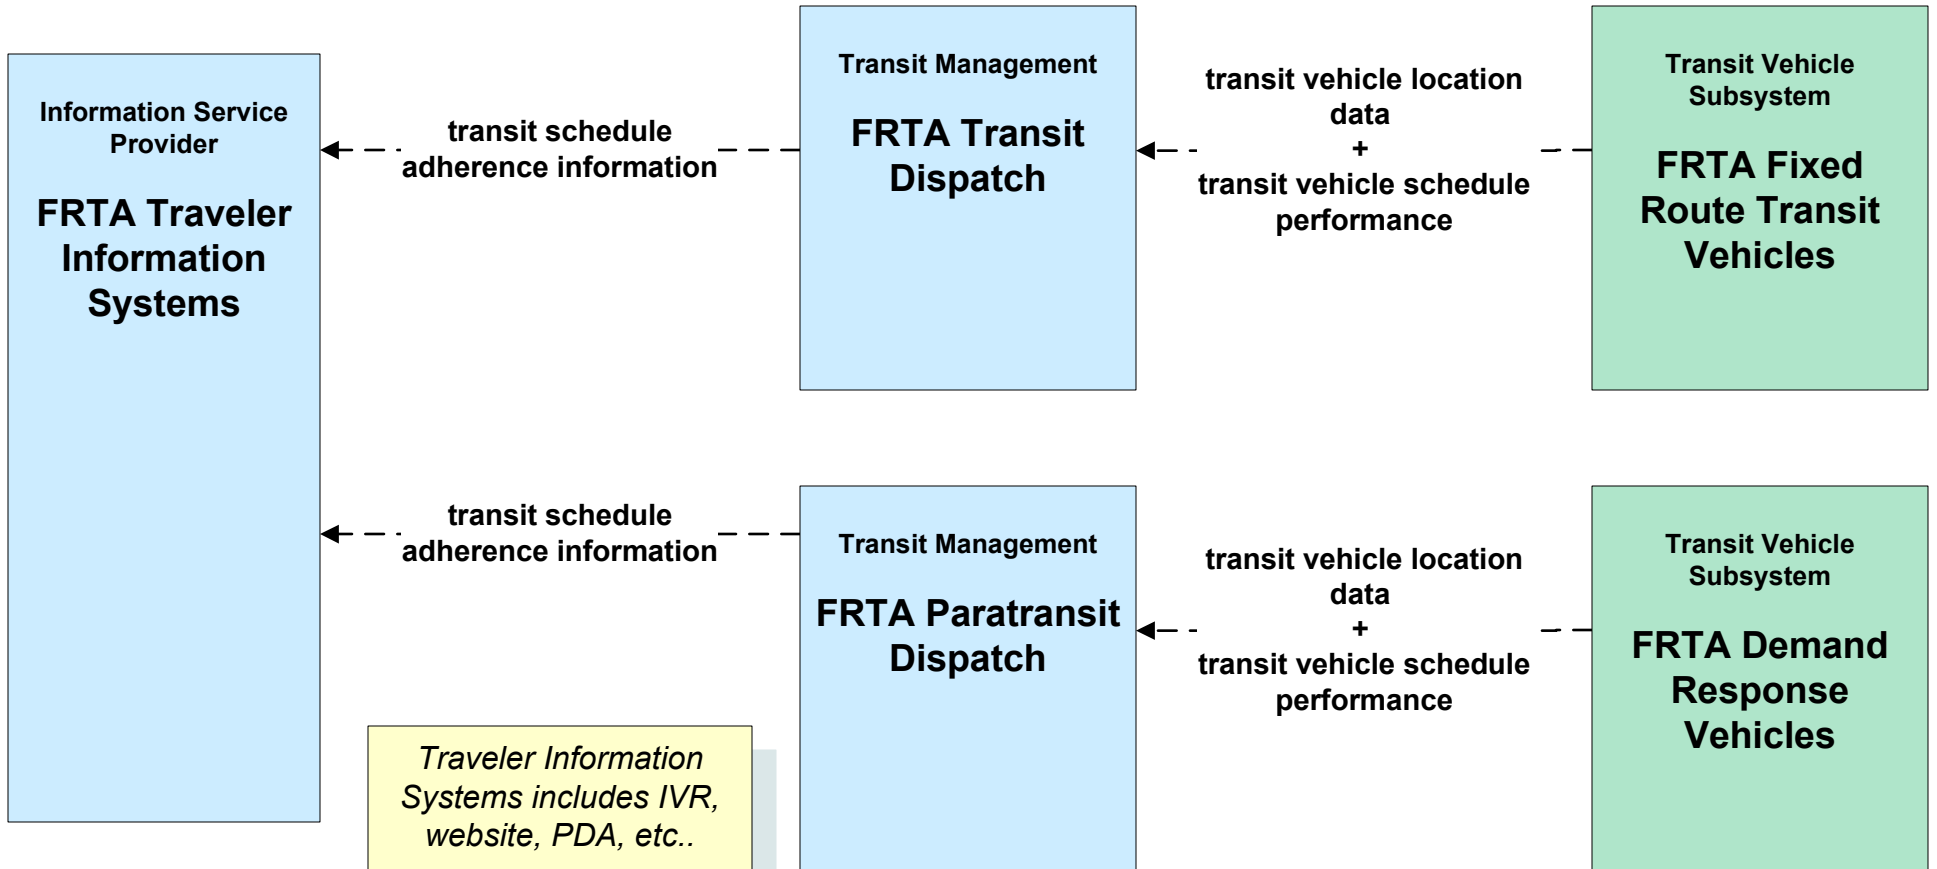 Information Service
Provider
FRTA Traveler
Information
Systems
transit schedule
adherence information
Transit Management
FRTA Transit
Dispatch
transit vehicle location
data
+
transit vehicle schedule
performance
Transit Vehicle
Subsystem
FRTA Fixed
Route Transit
Vehicles
transit schedule
adherence information
Transit Management
FRTA Paratransit
Dispatch
transit vehicle location
data
+
transit vehicle schedule
performance
Transit Vehicle
Subsystem
FRTA Demand
Response
Vehicles
Traveler Information
Systems includes IVR,
website, PDA, etc..